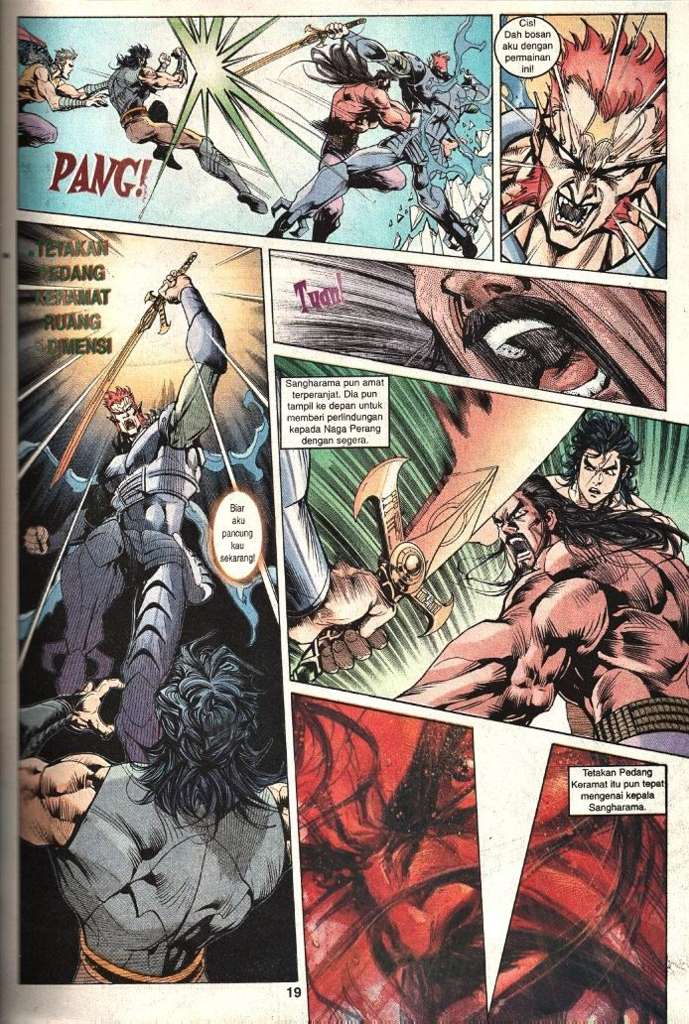 PANG!
Cis!
Dah bosan
aku dengan
permainan
ini!
TETAKAN
PEDANG
KERAMAT
RUANG
DIMENSI
Tuan!
Sangharama pun amat
terperanjat. Dia pun
tampil ke depan untuk
memberi perlindungan
kepada Naga Perang
dengan segera.
Biar
aku
pancung
kau
sekarang!
Tetakan Pedang
Keramat itu pun tepat
mengenai kepala
Sangharama.
19